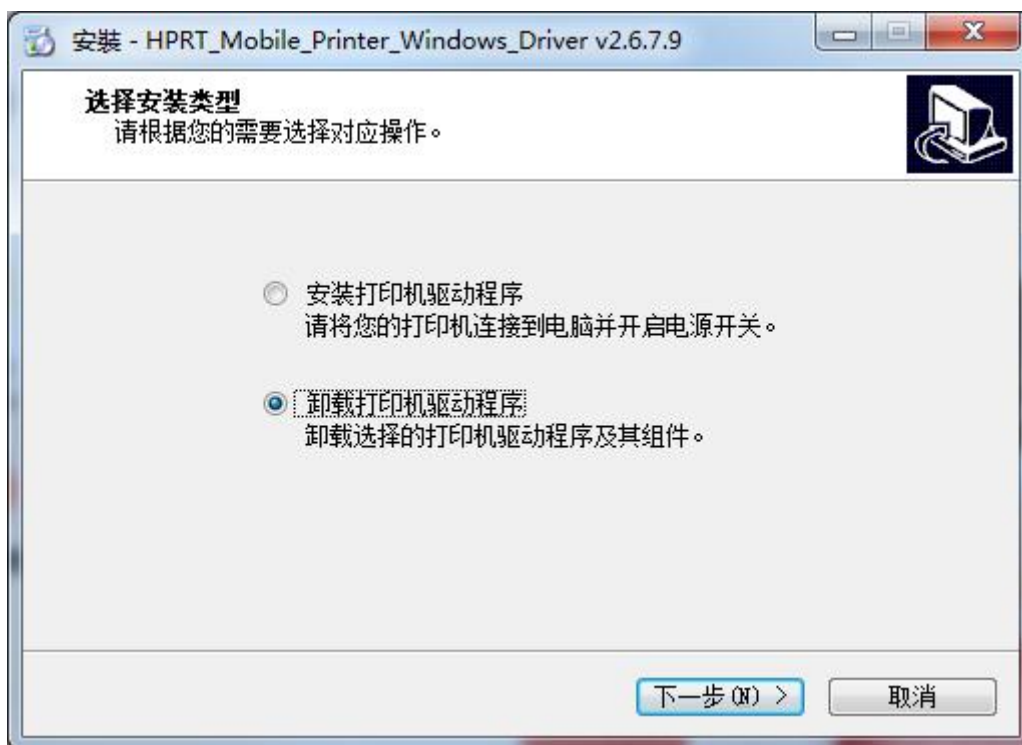 安裝 - HPRT_Mobile_Printer_Windows_Driver v2.6.7.9
选择安装类型
请根据您的需要选择对应操作。
安装打印机驱动程序
请将您的打印机连接到电脑并开启电源开关。
卸载打印机驱动程序
卸载选择的打印机驱动程序及其组件。
下一步(N) >
取消